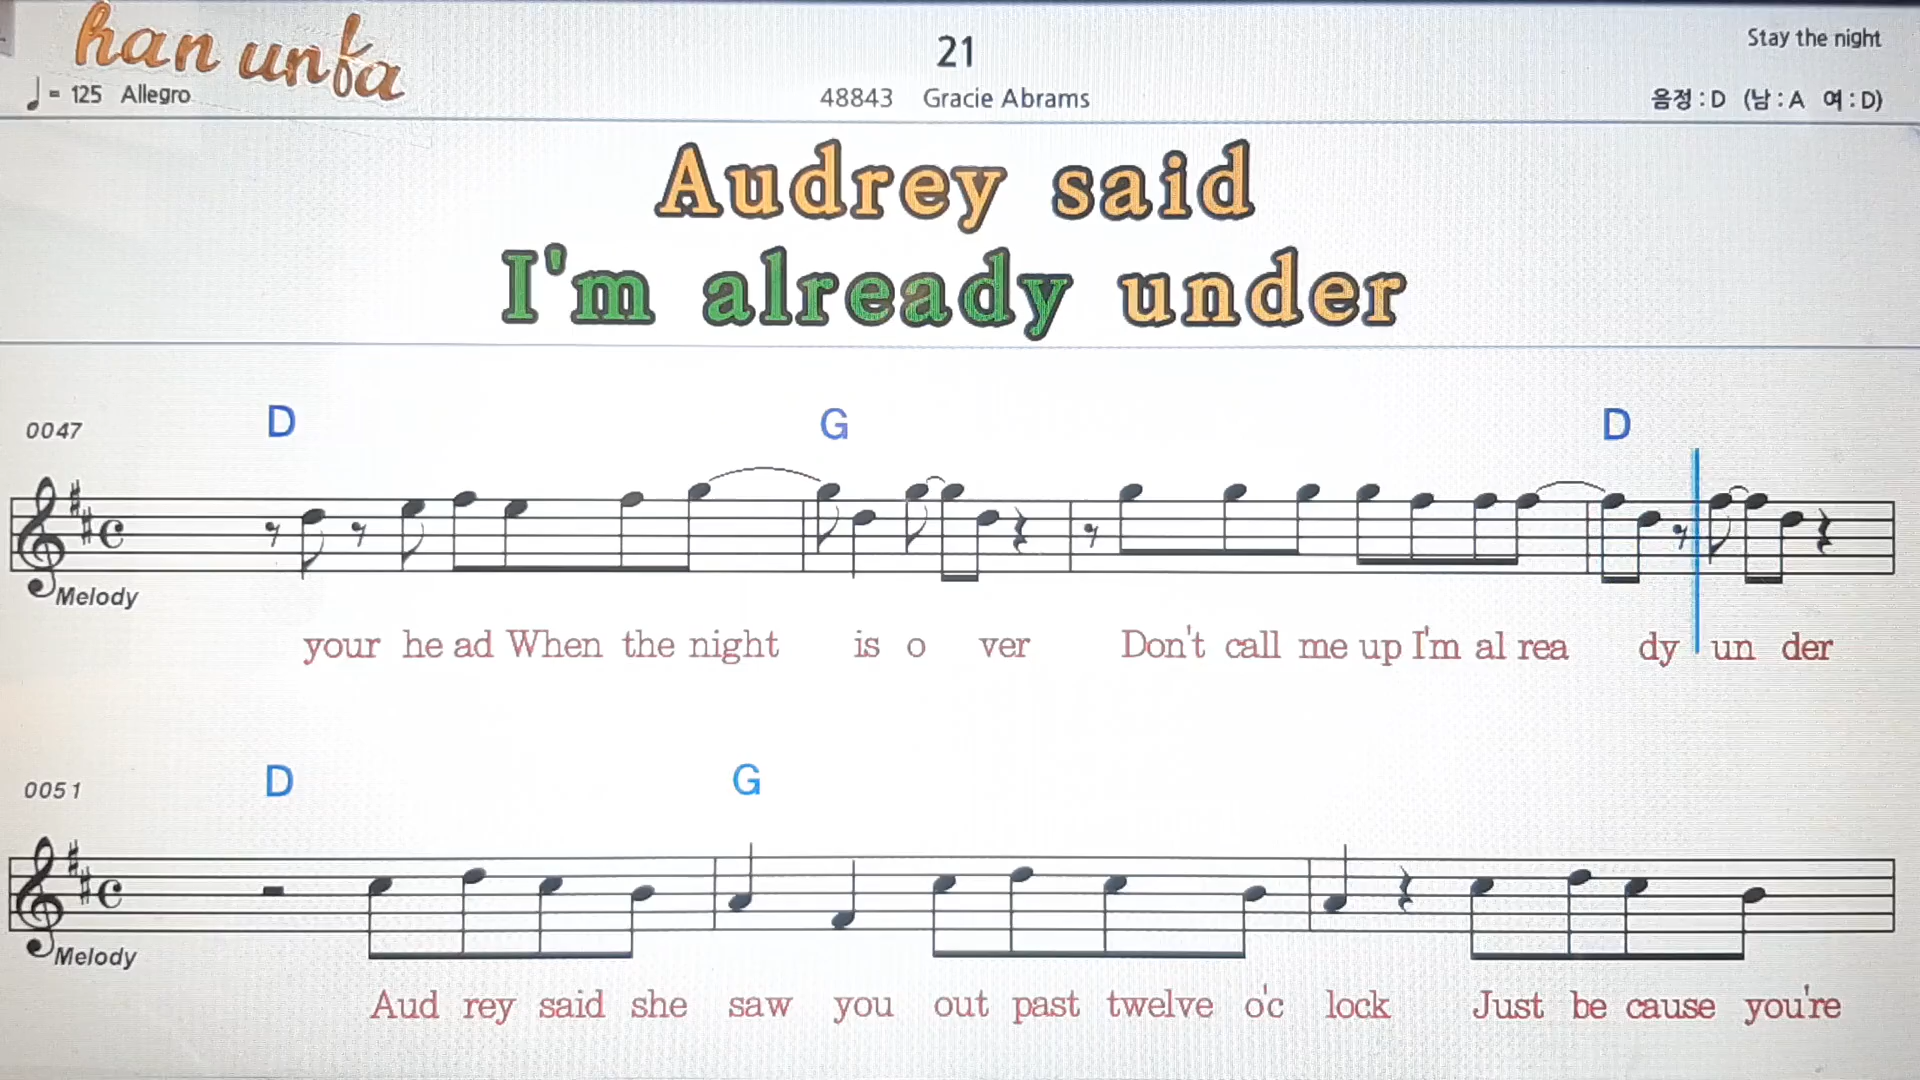 han unfa
21
Stay the night
= 125 Allegro
48843 Gracie Abrams
음정 : D (남 : A 여 : D)
Audrey said
I'm already under
D G D
0047
Melody
your he ad When the night is o ver Don't call me up I'm al rea dy un der
D G
0051
Melody
Aud rey said she saw you out past twelve o'c lock Just be cause you're